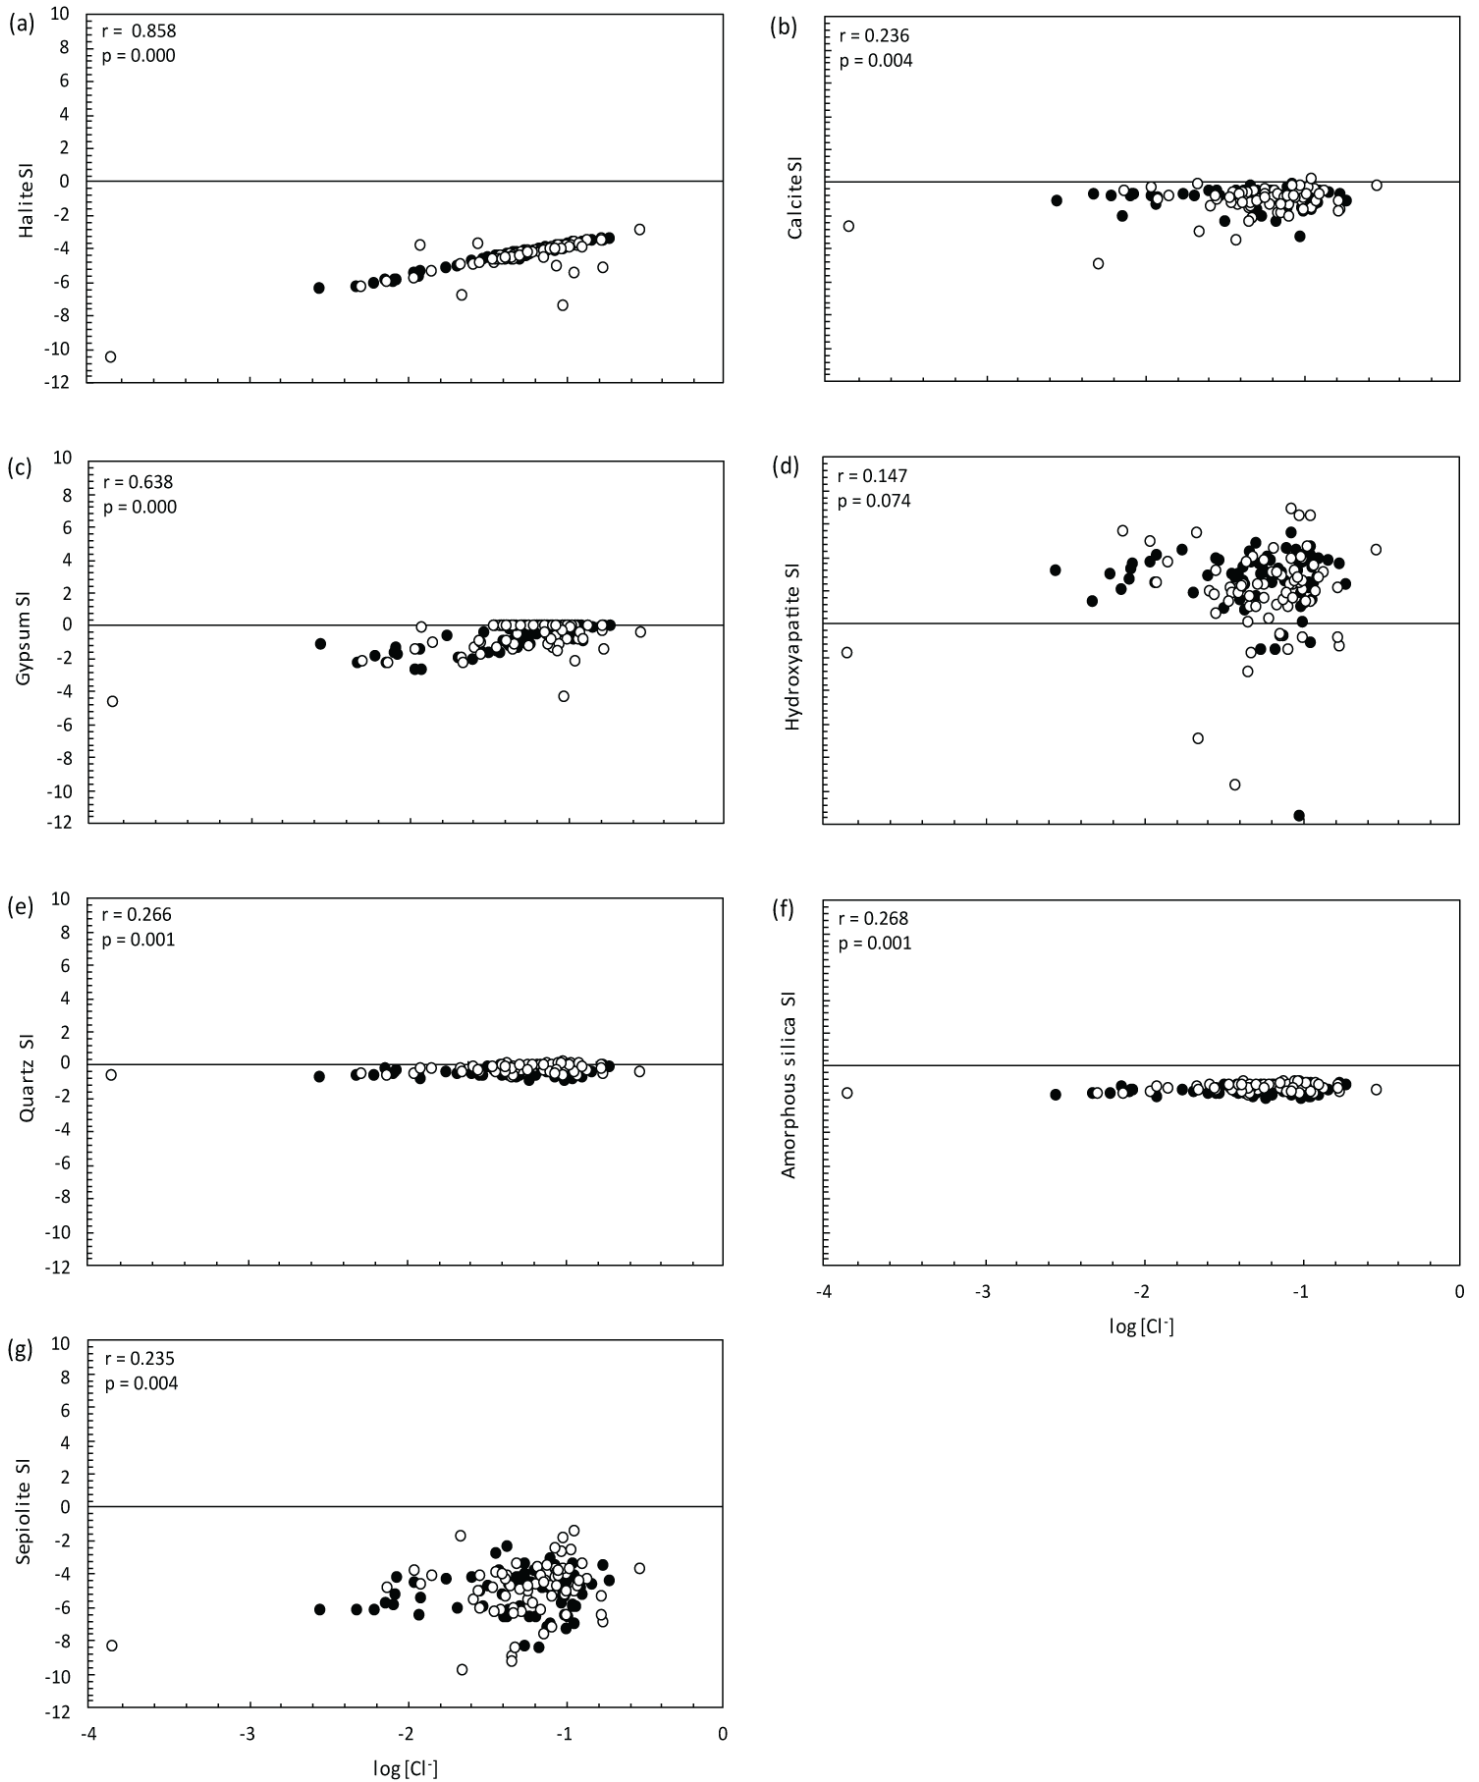 (a)
r = 0.858
p = 0.000
10
8
6
4
2
0
-2
-4
-6
-8
-10
-12
Halite SI
(b)
r = 0.236
p = 0.004
Calcite SI
(c)
r = 0.638
p = 0.000
10
8
6
4
2
0
-2
-4
-6
-8
-10
-12
Gypsum SI
(d)
r = 0.147
p = 0.074
Hydroxyapatite SI
(e)
r = 0.266
p = 0.001
10
8
6
4
2
0
-2
-4
-6
-8
-10
-12
Quartz SI
(f)
r = 0.268
p = 0.001
Amorphous silica SI
-4 -3 -2 -1 0
log [Cl⁻]
(g)
r = 0.235
p = 0.004
10
8
6
4
2
0
-2
-4
-6
-8
-10
-12
Sepiolite SI
-4 -3 -2 -1 0
log [Cl⁻]